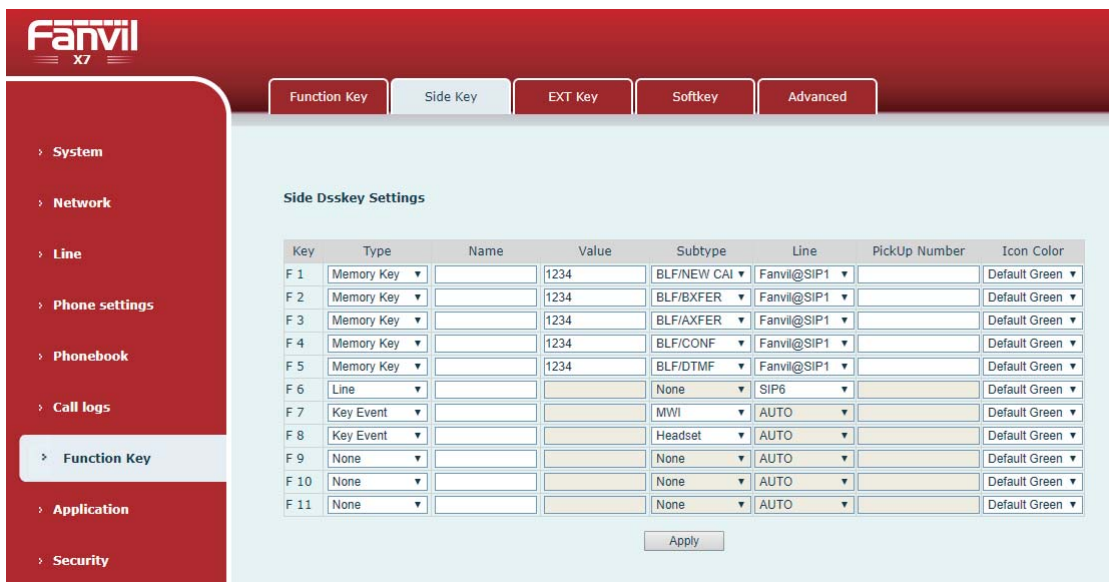 Fanvil
X7
Function Key Side Key EXT Key Softkey Advanced
System
Network
Line
Phone settings
Phonebook
Call logs
Function Key
Application
Security
Side Dsskey Settings
Key Type Name Value Subtype Line PickUp Number Icon Color
F 1 Memory Key 1234 BLF/NEW CAI Fanvil@SIP1 Default Green
F 2 Memory Key 1234 BLF/BXFER Fanvil@SIP1 Default Green
F 3 Memory Key 1234 BLF/AXFER Fanvil@SIP1 Default Green
F 4 Memory Key 1234 BLF/CONF Fanvil@SIP1 Default Green
F 5 Memory Key 1234 BLF/DTMF Fanvil@SIP1 Default Green
F 6 Line None SIP6 Default Green
F 7 Key Event MWI AUTO Default Green
F 8 Key Event Headset AUTO Default Green
F 9 None None AUTO Default Green
F 10 None None AUTO Default Green
F 11 None None AUTO Default Green
Apply